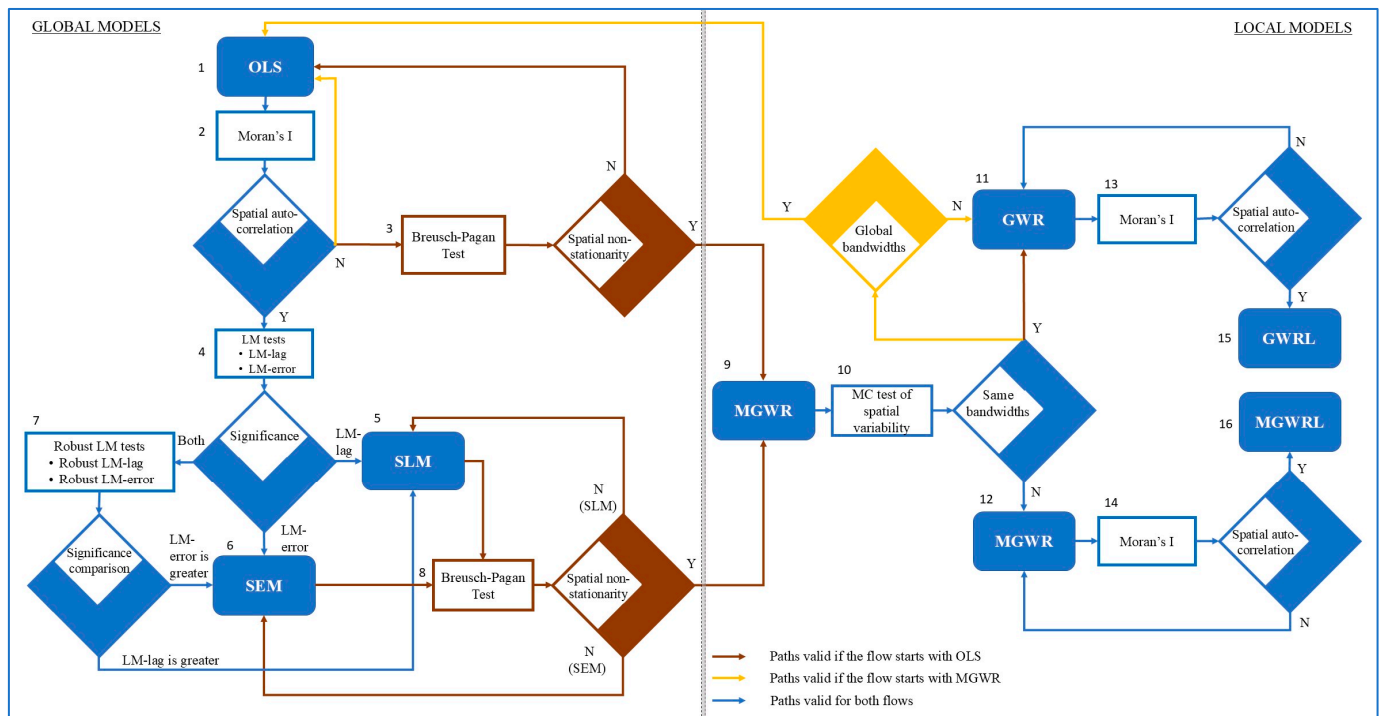 GLOBAL MODELS
LOCAL MODELS
1
OLS
2
Moran's I
Spatial auto-
correlation
N
Y
3
Breusch-Pagan
Test
Spatial non-
stationarity
N
Y
4
LM tests
• LM-lag
• LM-error
Significance
Both
LM-
lag
LM-
error
5
SLM
6
SEM
7
Robust LM tests
• Robust LM-lag
• Robust LM-error
Significance
comparison
LM-
error is
greater
LM-lag is greater
8
Breusch-Pagan
Test
Spatial non-
stationarity
N
(SLM)
Y
N
(SEM)
9
MGWR
10
MC test of
spatial
variability
Same
bandwidths
Y
N
Global
bandwidths
Y
N
11
GWR
13
Moran's I
Spatial auto-
correlation
N
Y
15
GWRL
12
MGWR
14
Moran's I
Spatial auto-
correlation
Y
N
16
MGWRL
Paths valid if the flow starts with OLS
Paths valid if the flow starts with MGWR
Paths valid for both flows